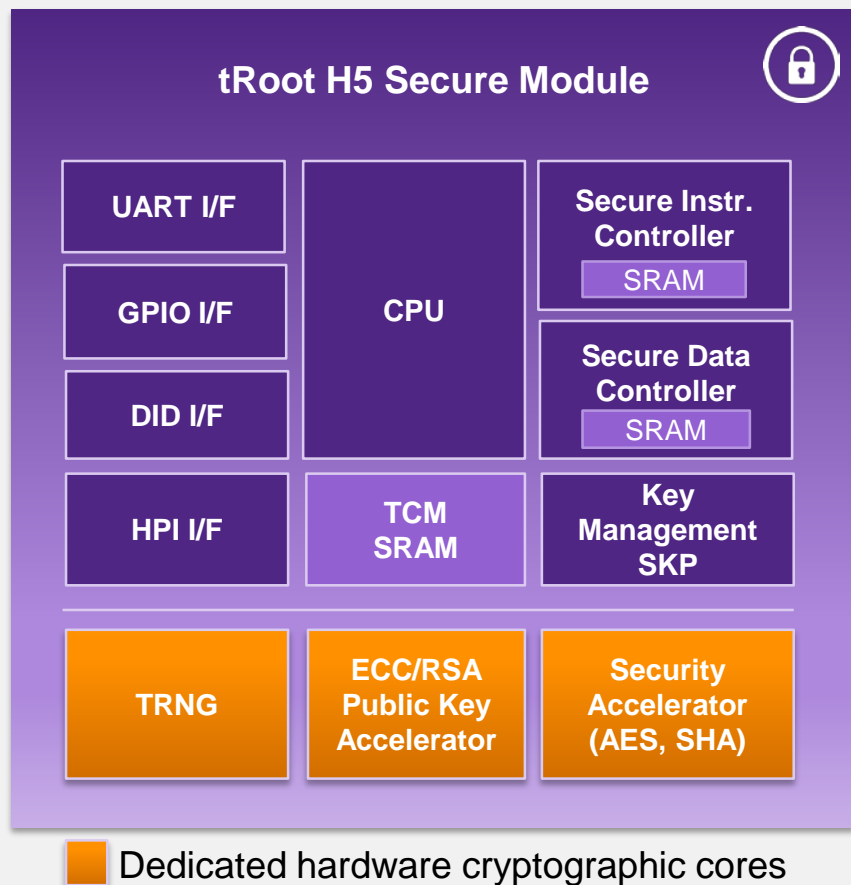 tRoot H5 Secure Module
UART I/F
GPIO I/F
DID I/F
HPI I/F
CPU
TCM
SRAM
Secure Instr.
Controller
SRAM
Secure Data
Controller
SRAM
Key
Management
SKP
TRNG
ECC/RSA
Public Key
Accelerator
Security
Accelerator
(AES, SHA)
Dedicated hardware cryptographic cores